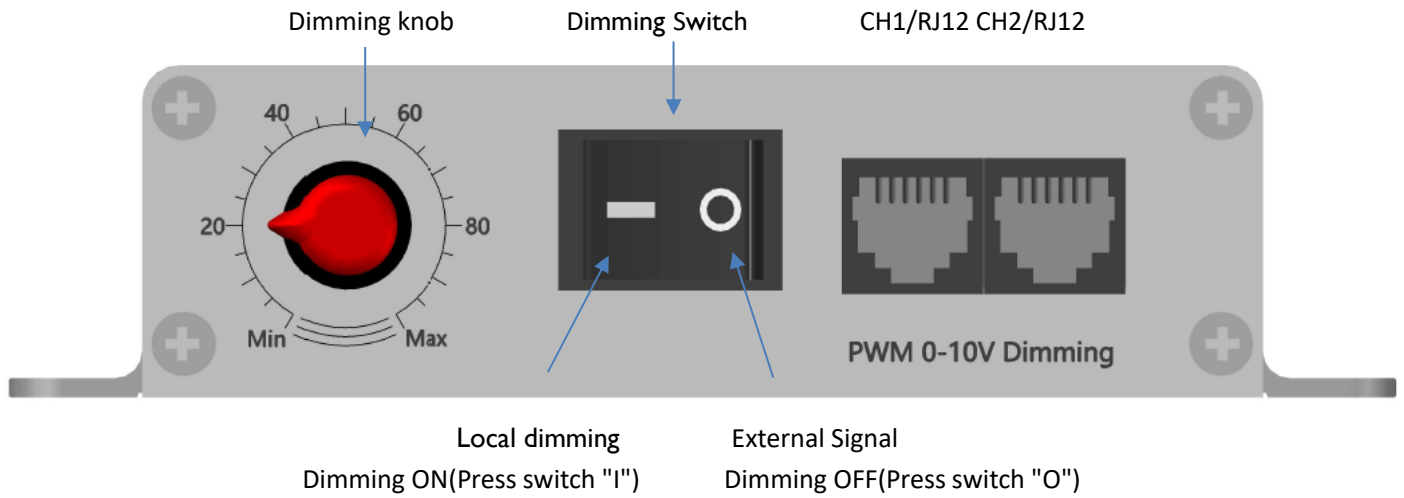 Dimming knob Dimming Switch CH1/RJ12 CH2/RJ12
40 60
20 80
Min Max
PWM 0-10V Dimming
Local dimming External Signal
Dimming ON(Press switch "I") Dimming OFF(Press switch "O")